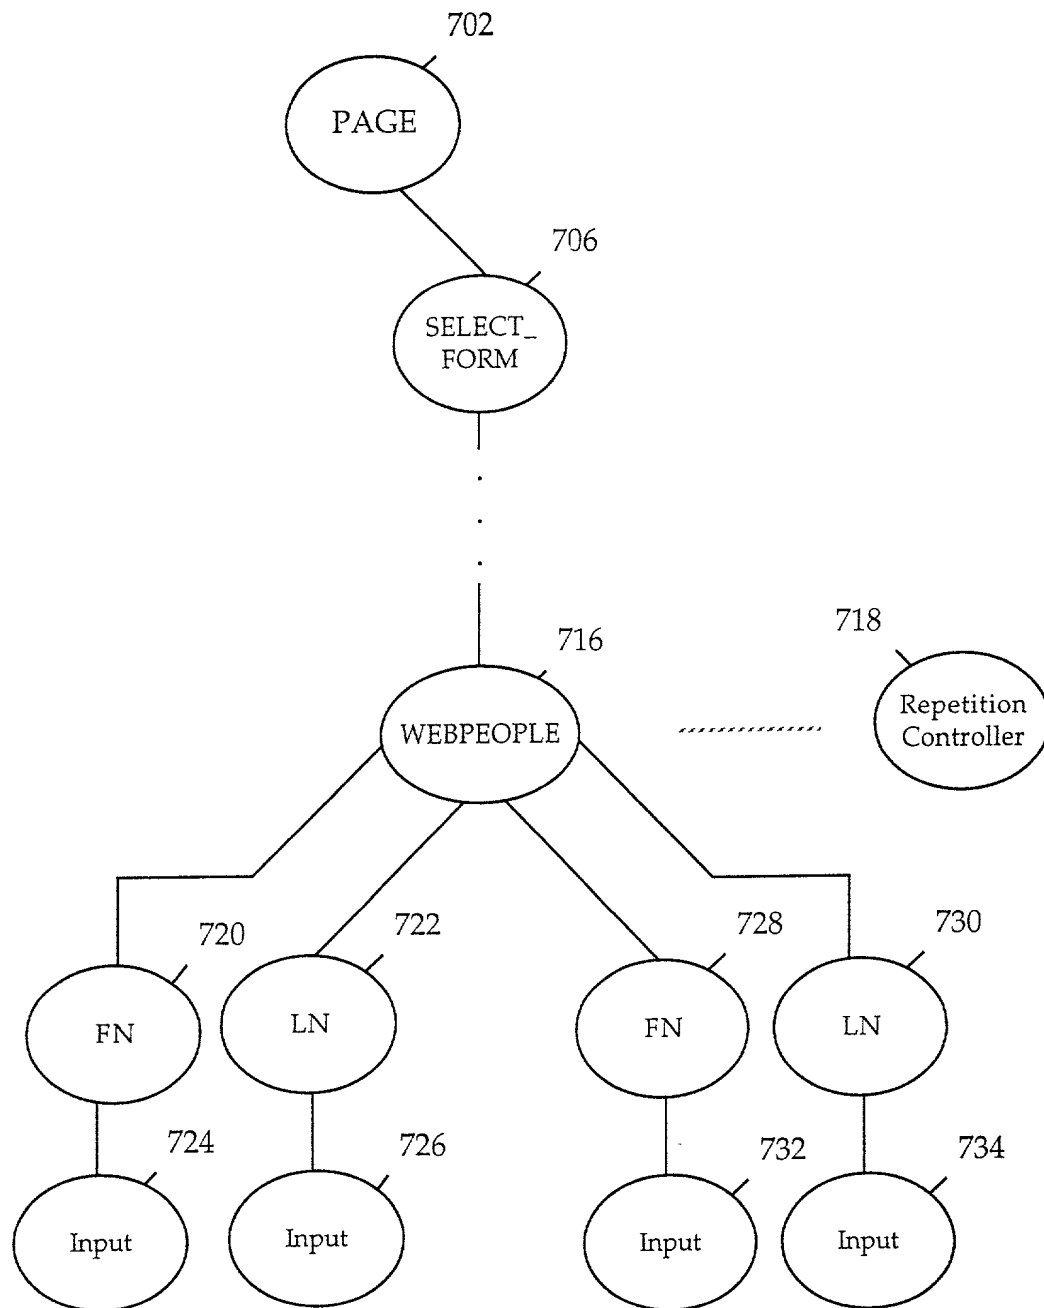 702
PAGE
706
SELECT_
FORM
716
WEBPEOPLE
718
Repetition
Controller
720
FN
722
LN
728
FN
730
LN
724
Input
726
Input
732
Input
734
Input